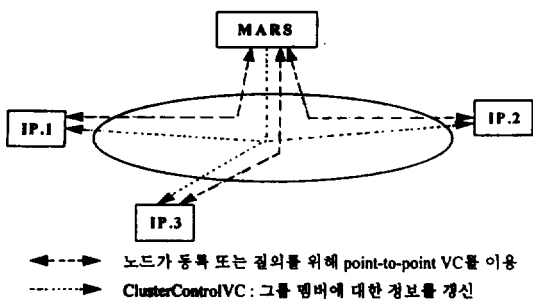 MARS
IP.1
IP.2
IP.3
노드가 등록 또는 질의를 위해 point-to-point VC를 이용
ClusterControlVC : 그룹 멤버에 대한 정보를 갱신